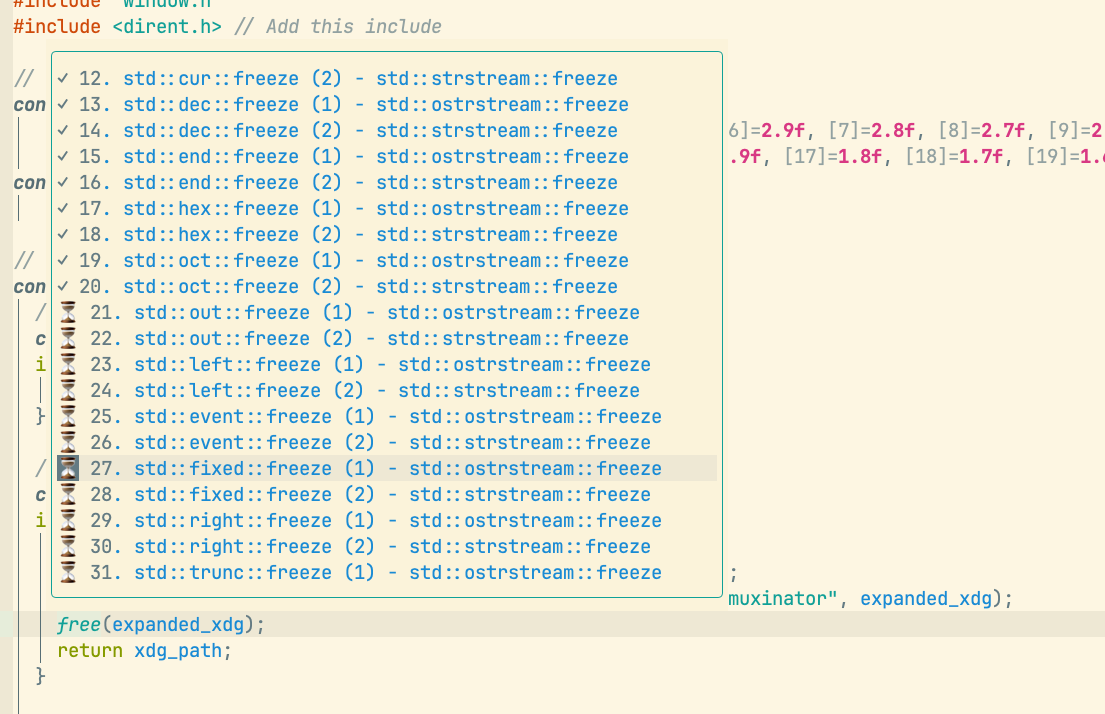 #include "window.h"
#include <dirent.h> // Add this include
// ✓ 12. std::cur::freeze (2) - std::strstream::freeze
con ✓ 13. std::dec::freeze (1) - std::ostrstream::freeze
✓ 14. std::dec::freeze (2) - std::strstream::freeze 6]=2.9f, [7]=2.8f, [8]=2.7f, [9]=2
✓ 15. std::end::freeze (1) - std::ostrstream::freeze .9f, [17]=1.8f, [18]=1.7f, [19]=1.6
con ✓ 16. std::end::freeze (2) - std::strstream::freeze
✓ 17. std::hex::freeze (1) - std::ostrstream::freeze
✓ 18. std::hex::freeze (2) - std::strstream::freeze
// ✓ 19. std::oct::freeze (1) - std::ostrstream::freeze
con ✓ 20. std::oct::freeze (2) - std::strstream::freeze
/ ⏳ 21. std::out::freeze (1) - std::ostrstream::freeze
c ⏳ 22. std::out::freeze (2) - std::strstream::freeze
i ⏳ 23. std::left::freeze (1) - std::ostrstream::freeze
⏳ 24. std::left::freeze (2) - std::strstream::freeze
} ⏳ 25. std::event::freeze (1) - std::ostrstream::freeze
⏳ 26. std::event::freeze (2) - std::strstream::freeze
/ ⏳ 27. std::fixed::freeze (1) - std::ostrstream::freeze
c ⏳ 28. std::fixed::freeze (2) - std::strstream::freeze
i ⏳ 29. std::right::freeze (1) - std::ostrstream::freeze
⏳ 30. std::right::freeze (2) - std::strstream::freeze
⏳ 31. std::trunc::freeze (1) - std::ostrstream::freeze ;
muxinator", expanded_xdg);
free(expanded_xdg);
return xdg_path;
}